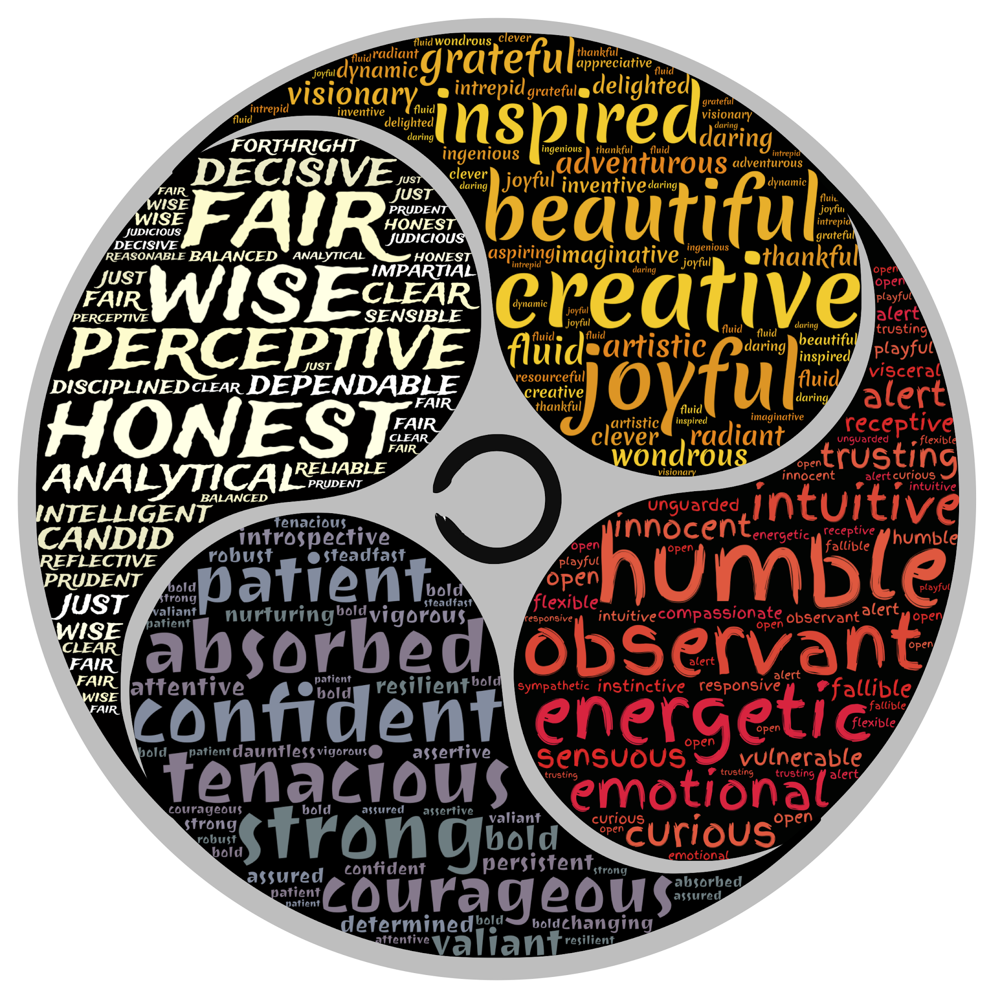 fluid wondrous clever
fluid radiant grateful thankful
joyful dynamic appreciative fluid
visionary intrepid grateful delighted
intrepid inventive fluid inspired grateful visionary
fluid delighted daring
daring daring
ingenious ingenious thankful fluid intrepid
adventurous adventurous
clever joyful inventive daring dynamic
daring beautiful fluid
joyful
intrepid
grateful
aspiring imaginative ingenious joyful thankful
intrepid daring
creative
dynamic joyful
joyful
fluid fluid fluid fluid daring
fluid artistic daring beautiful
inspired
resourceful joyful fluid
creative daring
thankful fluid imaginative
artistic inspired
clever radiant
wondrous
visionary
FORTHRIGHT
DECISIVE JUST
FAIR FAIR JUST
WISE PRUDENT
WISE HONEST
JUDICIOUS JUDICIOUS
DECISIVE
REASONABLE BALANCED ANALYTICAL HONEST
JUST WISE IMPARTIAL
FAIR CLEAR
PERCEPTIVE SENSIBLE
PERCEPTIVE
JUST
DISCIPLINED CLEAR DEPENDABLE
HONEST FAIR
FAIR
CLEAR
FAIR
ANALYTICAL RELIABLE
PRUDENT
BALANCED
INTELLIGENT
CANDID
REFLECTIVE
PRUDENT
JUST
WISE
CLEAR
FAIR
FAIR
WISE
FAIR
open
open
playful
alert
trusting
playful
visceral
alert
receptive
unguarded flexible
open trusting
innocent alert curious
intuitive intuitive
unguarded
innocent energetic receptive humble
open open humble fallible
playful
open playful
flexible
responsive intuitive compassionate observant alert open
open
observant open
alert
alert
sympathetic instinctive responsive fallible
energetic fallible
flexible
open
open
sensuous vulnerable
trusting trusting trusting alert
emotional
curious open
open curious
emotional
tenacious
introspective
robust steadfast
patient
bold bold
strong steadfast
valiant nurturing bold vigorous
patient
absorbed
attentive patient resilient bold
bold
confident
bold patient dauntless vigorous assertive
tenacious
courageous bold assured assertive
strong strong valiant
robust bold
bold
confident persistent strong
assured courageous absorbed
patient assured
patient
determined bold bold changing
attentive valiant resilient